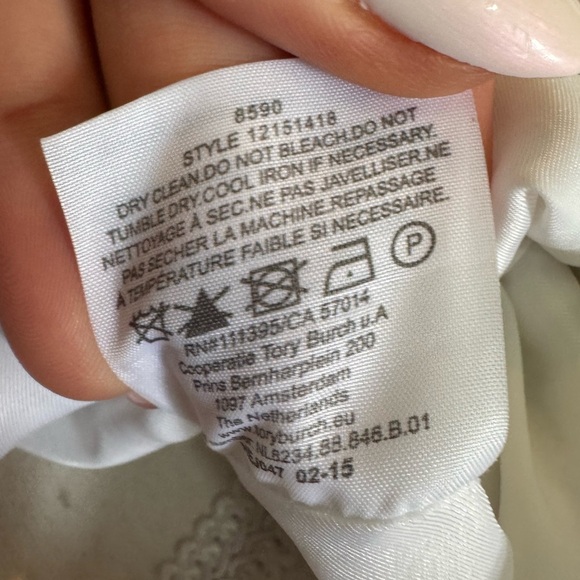 8590
STYLE 12151418
DRY CLEAN.DO NOT BLEACH.DO NOT
TUMBLE DRY.COOL IRON IF NECESSARY.
NETTOYAGE À SEC.NE PAS JAVELLISER.NE
PAS SECHER LA MACHINE.REPASSAGE
À TEMPÉRATURE FAIBLE SI NECESSAIRE.
P
RN#111395/CA 57014
Cooperatie Tory Burch u.A
Prins Bernharplein 200
1097 Amsterdam
The Netherlands
www.toryburch.eu
NL8234.88.846.B.01
02-15